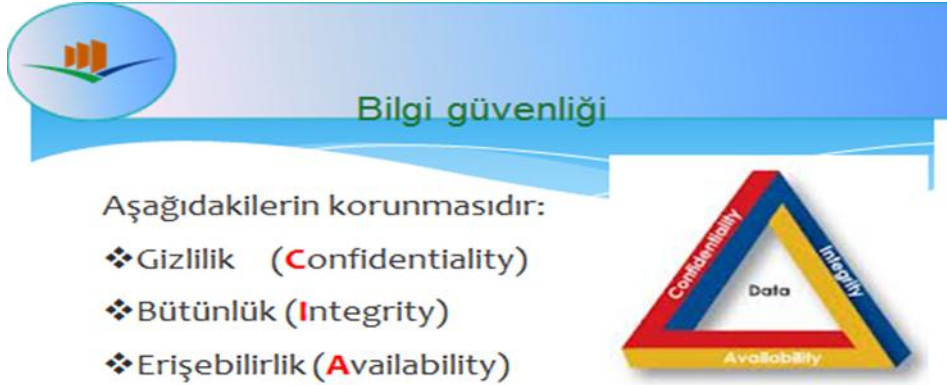 Bilgi güvenliği
Aşağıdakilerin korunmasıdır:
❖Gizlilik (Confidentiality)
❖Bütünlük (Integrity)
❖Erişebilirlik (Availability)
Confidentiality
Integrity
Data
Availability